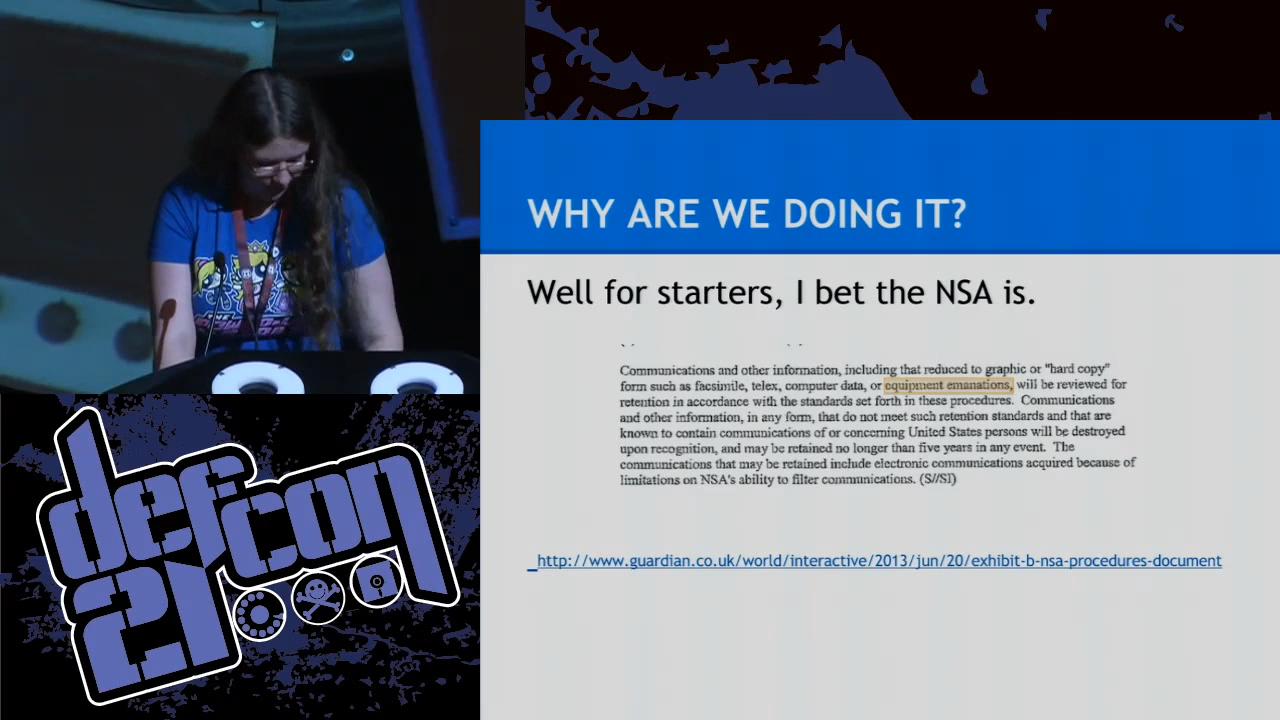 WHY ARE WE DOING IT?
Well for starters, I bet the NSA is.
Communications and other information, including that reduced to graphic or "hard copy"
form such as facsimile, telex, computer data, or equipment emanations, will be reviewed for
retention in accordance with the standards set forth in these procedures. Communications
and other information, in any form, that do not meet such retention standards and that are
known to contain communications of or concerning United States persons will be destroyed
upon recognition, and may be retained no longer than five years in any event. The
communications that may be retained include electronic communications acquired because of
limitations on NSA's ability to filter communications. (S//SI)
http://www.guardian.co.uk/world/interactive/2013/jun/20/exhibit-b-nsa-procedures-document
THE
defcon
21